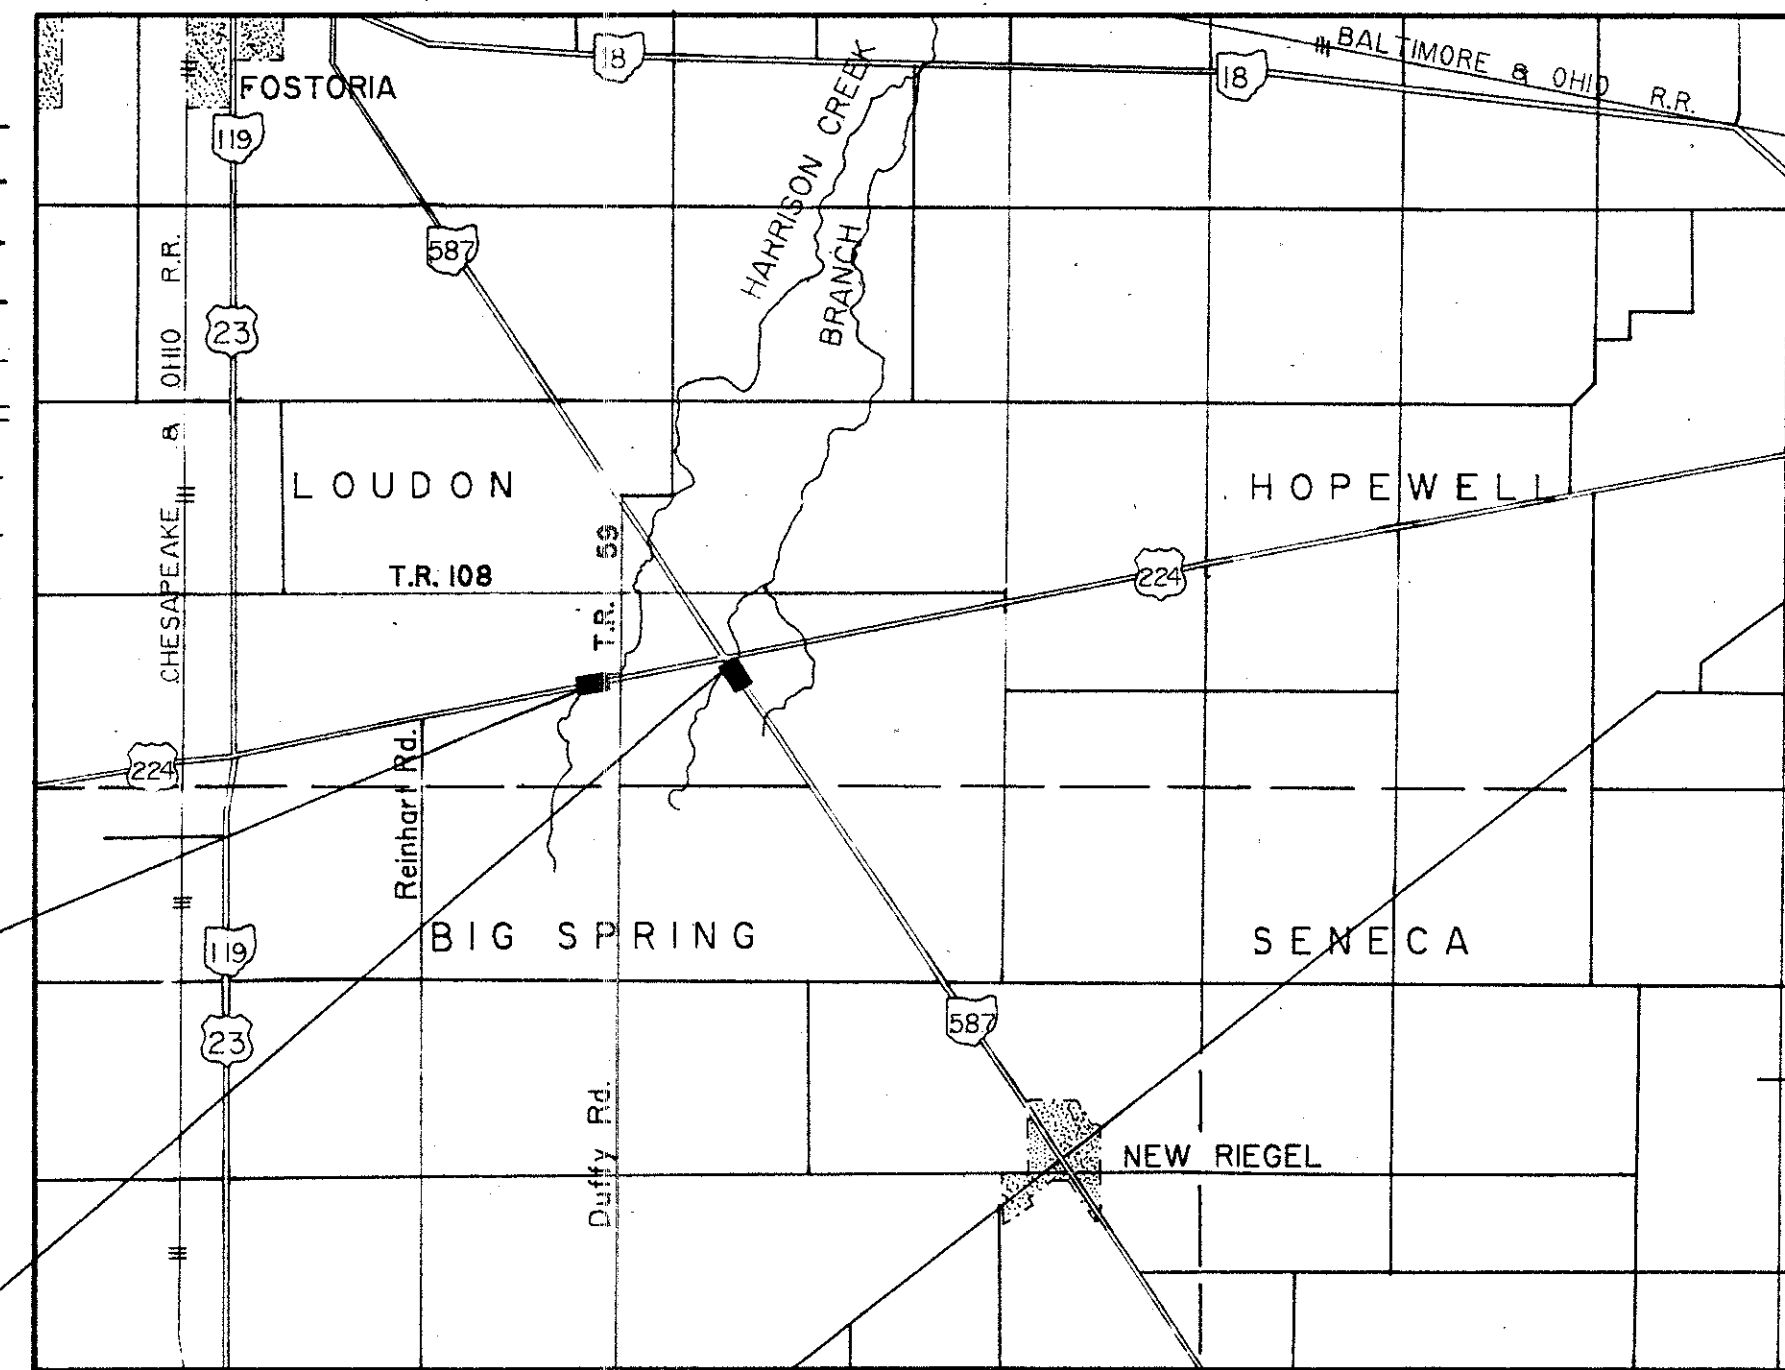 18
BALTIMORE & OHIO R.R.
18
FOSTORIA
119
HARRISON CREEK
BRANCH
587
23
CHESAPEAKE & OHIO R.R.
LOUDON
HOPEWELL
T.R. 59
T.R. 108
224
224
Reinhart Rd.
BIG SPRING
SENECA
119
587
23
Duffy Rd.
NEW RIEGEL